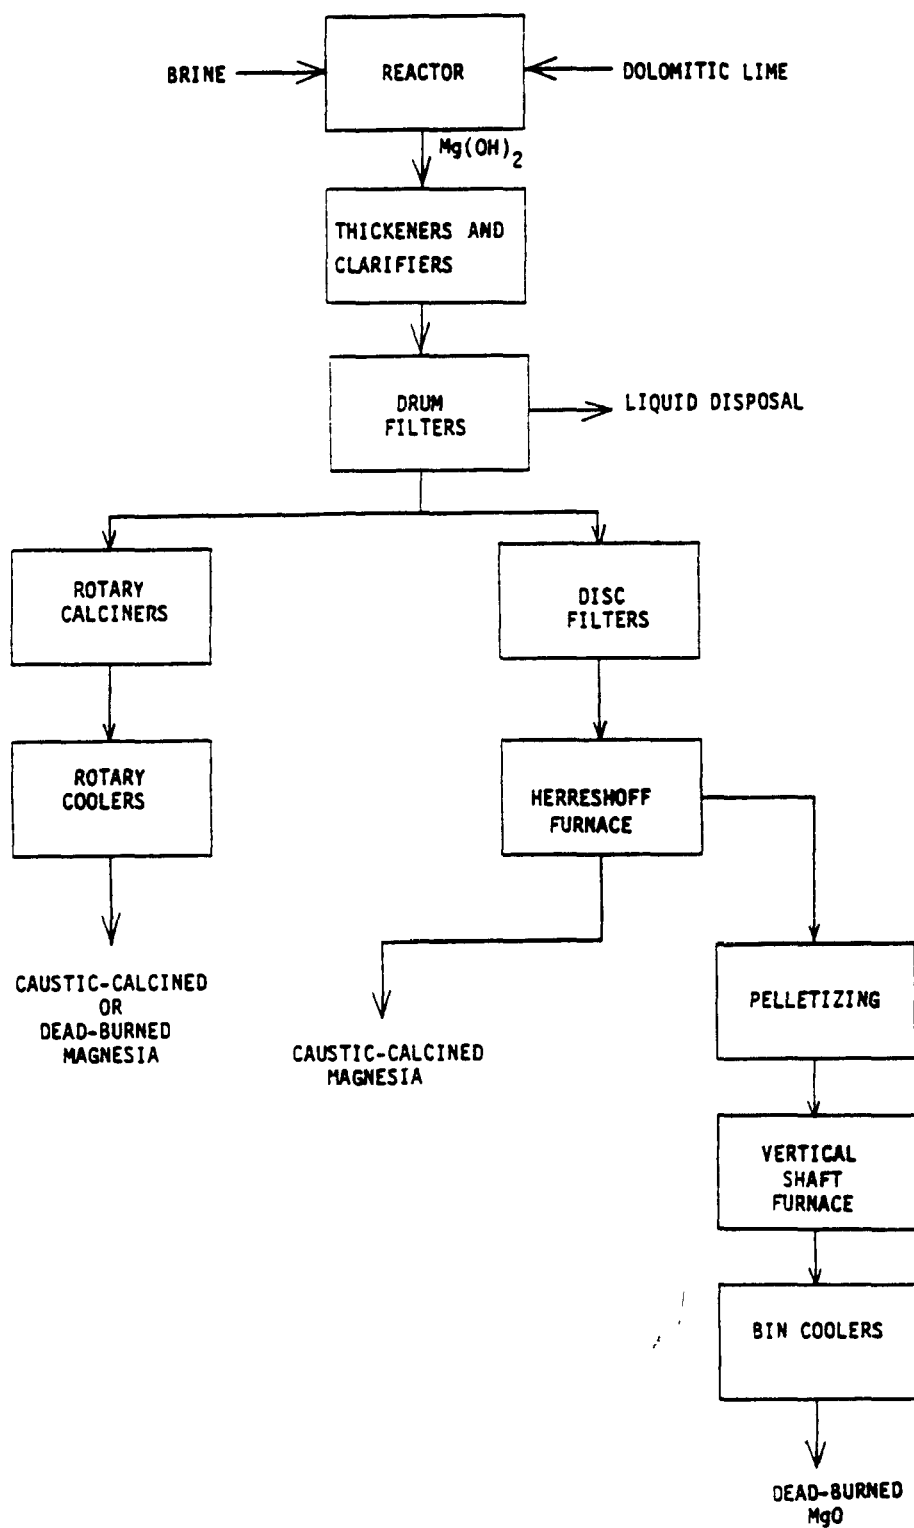 BRINE
REACTOR
DOLOMITIC LIME
Mg(OH)2
THICKENERS AND
CLARIFIERS
DRUM
FILTERS
LIQUID DISPOSAL
ROTARY
CALCINERS
DISC
FILTERS
ROTARY
COOLERS
HERRESHOFF
FURNACE
CAUSTIC-CALCINED
OR
DEAD-BURNED
MAGNESIA
CAUSTIC-CALCINED
MAGNESIA
PELLETIZING
VERTICAL
SHAFT
FURNACE
BIN COOLERS
DEAD-BURNED
MgO